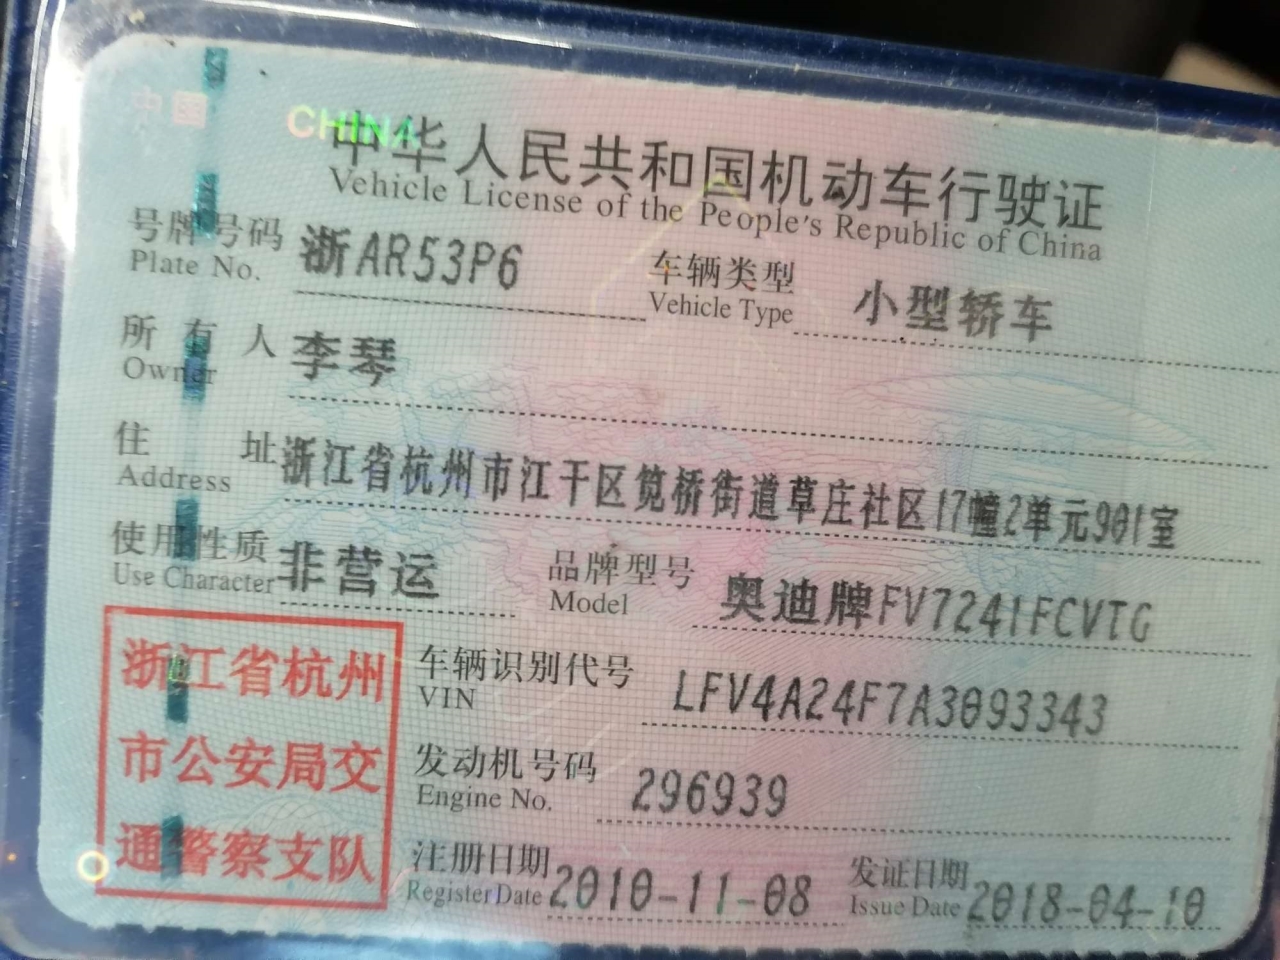 中国
CHINA
中华人民共和国机动车行驶证
Vehicle License of the People's Republic of China
号牌号码 浙AR53P6 车辆类型 小型轿车
Plate No. Vehicle Type
所有人 李琴
Owner
住址 浙江省杭州市江干区笕桥街道草庄社区17幢2单元901室
Address
使用性质 非营运 品牌型号 奥迪牌FV7241FCVTG
Use Character Model
浙江省杭州
市公安局交
通警察支队
车辆识别代号 LFV4A24F7A3093343
VIN
发动机号码 296939
Engine No.
注册日期 2010-11-08 发证日期 2018-04-10
Register Date Issue Date